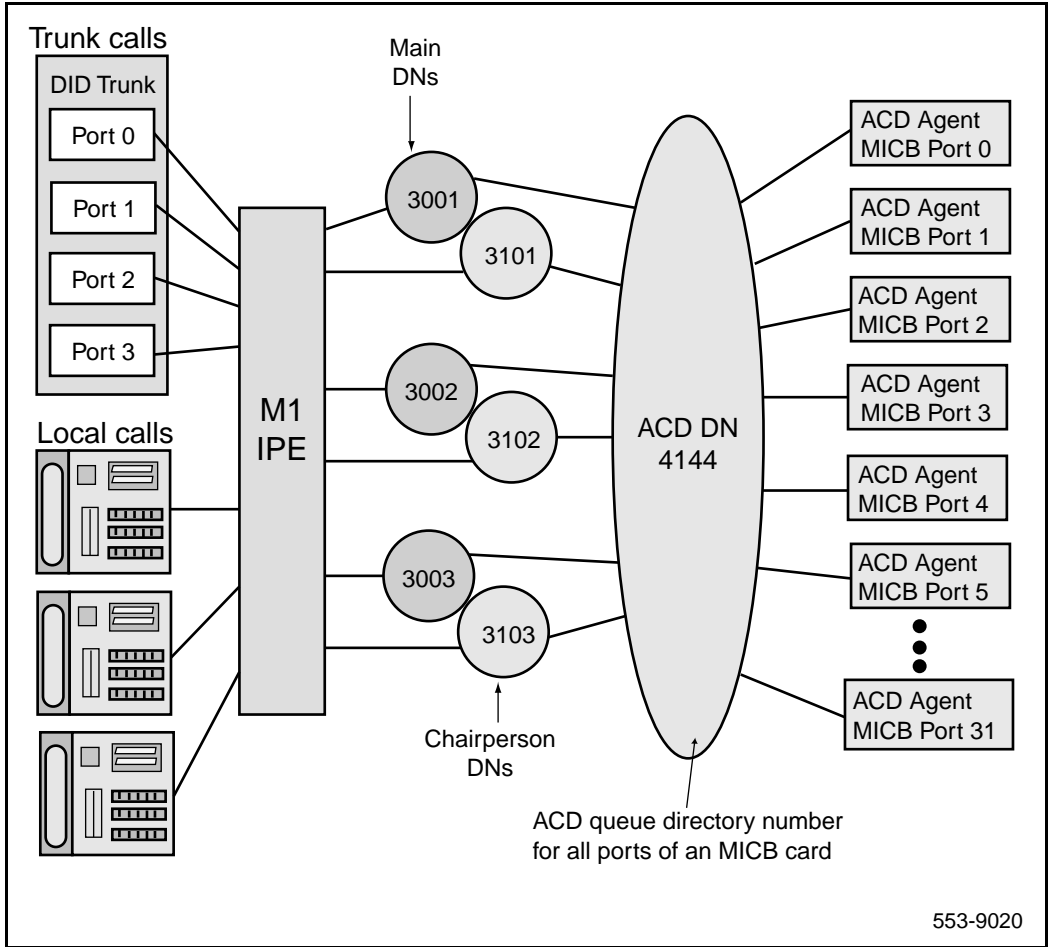 Trunk calls
DID Trunk
Port 0
Port 1
Port 2
Port 3
Local calls
M1
IPE
Main
DNs
3001
3101
3002
3102
3003
3103
Chairperson
DNs
ACD DN
4144
ACD queue directory number
for all ports of an MICB card
ACD Agent
MICB Port 0
ACD Agent
MICB Port 1
ACD Agent
MICB Port 2
ACD Agent
MICB Port 3
ACD Agent
MICB Port 4
ACD Agent
MICB Port 5
ACD Agent
MICB Port 31
553-9020